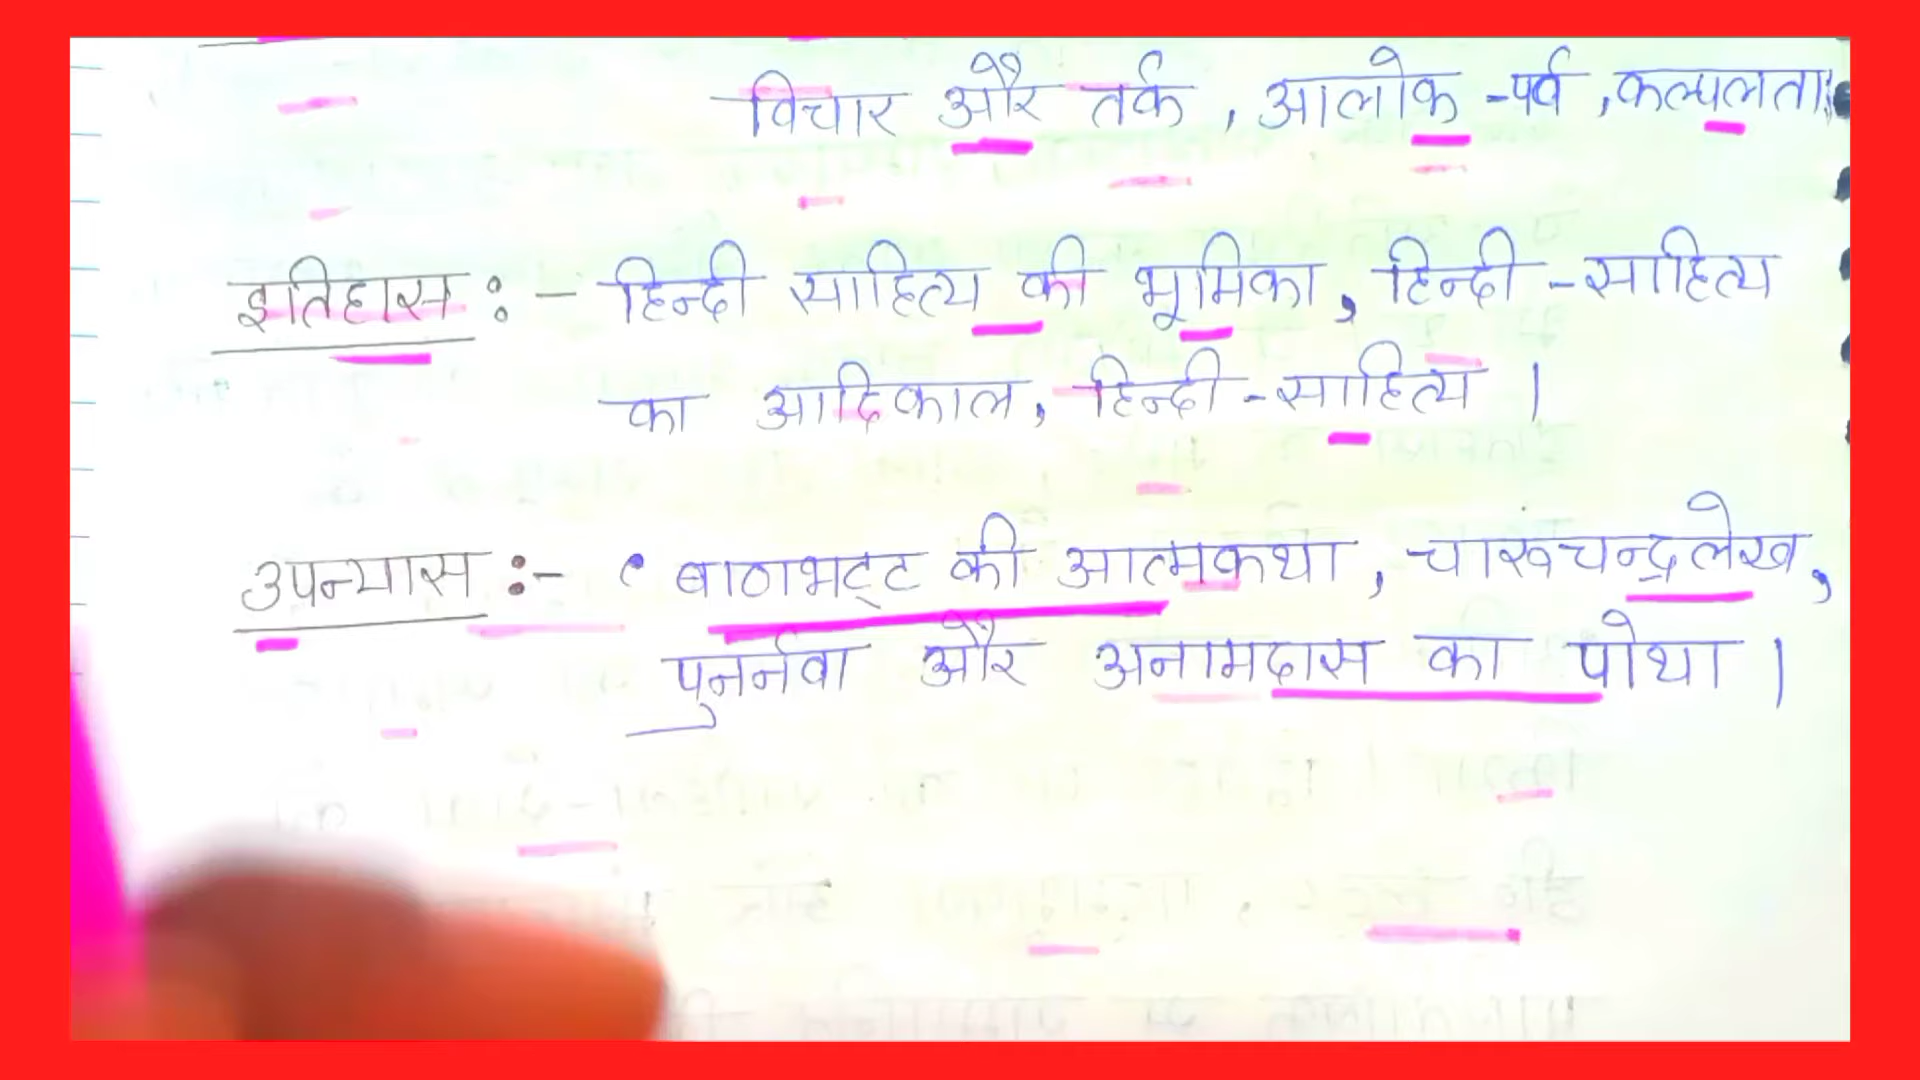 विचार और तर्क, आलोक-पर्व, कल्पलता
इतिहास :- हिन्दी साहित्य की भूमिका, हिन्दी-साहित्य
का आदिकाल, हिन्दी-साहित्य।
उपन्यास :- • बाणभट्ट की आत्मकथा, चारुचन्द्रलेख,
पुनर्नवा और अनामदास का पोथा।